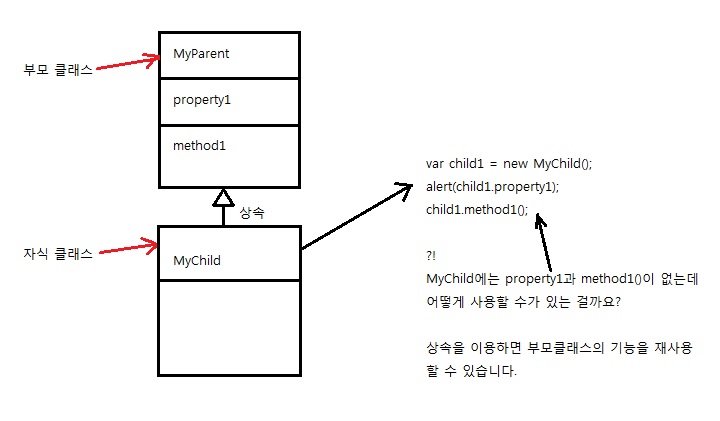 부모 클래스
MyParent
property1
method1
상속
자식 클래스
MyChild
var child1 = new MyChild();
alert(child1.property1);
child1.method1();
?!
MyChild에는 property1과 method1()이 없는데
어떻게 사용할 수가 있는 걸까요?
상속을 이용하면 부모클래스의 기능을 재사용
할 수 있습니다.